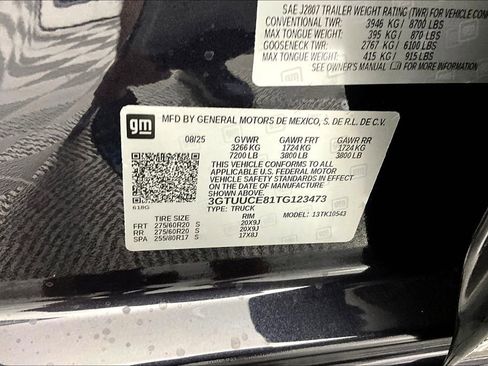 SAE J2807 TRAILER WEIGHT RATING (TWR) FOR VEHICLE CON
CONVENTIONAL TWR: 3946 KG / 8700 LBS
MAX TONGUE WEIGHT: 395 KG / 870 LBS
GOOSENECK TWR: 2767 KG / 6100 LBS
MAX TONGUE WEIGHT: 415 KG / 915 LBS
SEE OWNER'S MANUAL
gm
MFD BY GENERAL MOTORS DE MEXICO, S. DE R.L. DE C.V.
08/25 GVWR GAWR FRT GAWR RR
3266 KG 1724 KG 1724 KG
7200 LB 3800 LB 3800 LB
THIS VEHICLE CONFORMS TO ALL
APPLICABLE U.S. FEDERAL MOTOR VEHICLE SAFETY
STANDARDS IN EFFECT ON THE
DATE OF MANUFACTURE SHOWN ABOVE.
3GTUUCE81TG123473
618G TYPE: TRUCK MODEL: 13TK10543
TIRE SIZE RIM
FRT 275/60R20 S 20X9J
RR 275/60R20 S 20X9J
SPA 255/80R17 S 17X8J